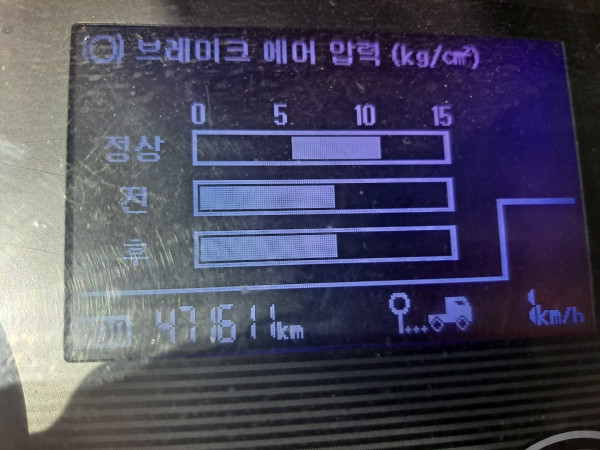 브레이크 에어 압력 (kg/cm²)
0 5 10 15
정상
전
후
471611km
km/h